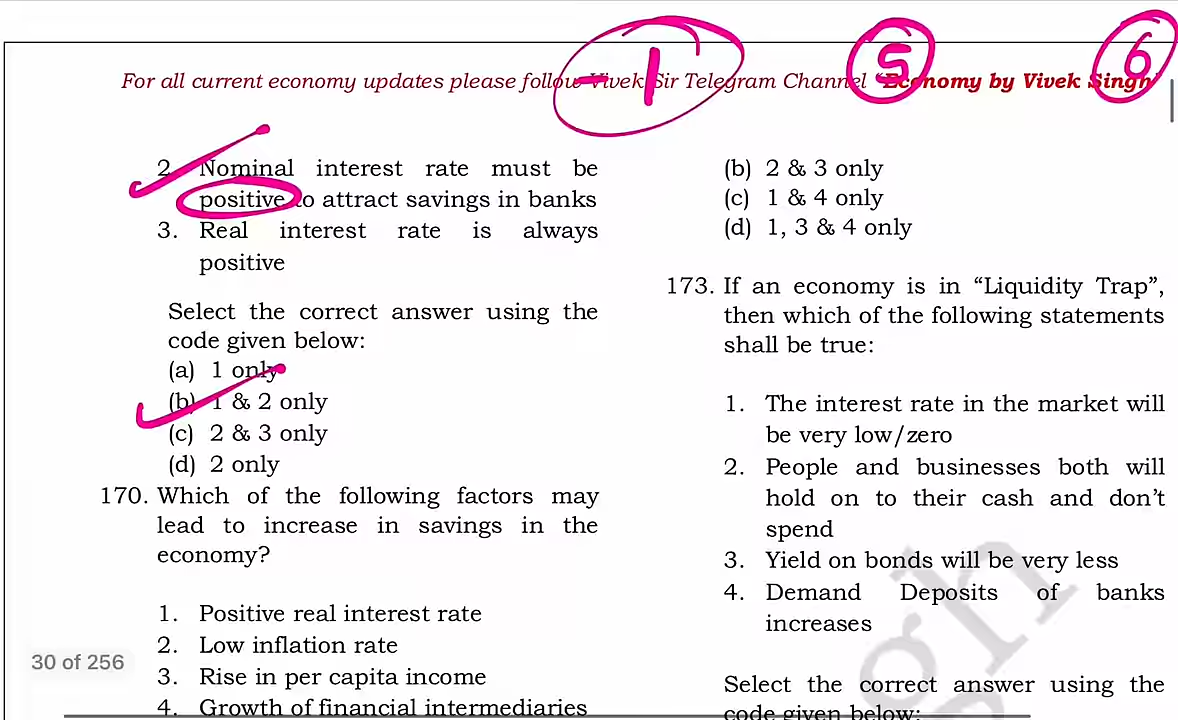 -1 5 6
For all current economy updates please follow Vivek Sir Telegram Channel "Economy by Vivek Singh"
2. Nominal interest rate must be
positive to attract savings in banks
3. Real interest rate is always
positive
Select the correct answer using the
code given below:
(a) 1 only
(b) 1 & 2 only
(c) 2 & 3 only
(d) 2 only
170. Which of the following factors may
lead to increase in savings in the
economy?
1. Positive real interest rate
2. Low inflation rate
3. Rise in per capita income
4. Growth of financial intermediaries
30 of 256
(b) 2 & 3 only
(c) 1 & 4 only
(d) 1, 3 & 4 only
173. If an economy is in “Liquidity Trap”,
then which of the following statements
shall be true:
1. The interest rate in the market will
be very low/zero
2. People and businesses both will
hold on to their cash and don’t
spend
3. Yield on bonds will be very less
4. Demand Deposits of banks
increases
Select the correct answer using the
code given below:
gh